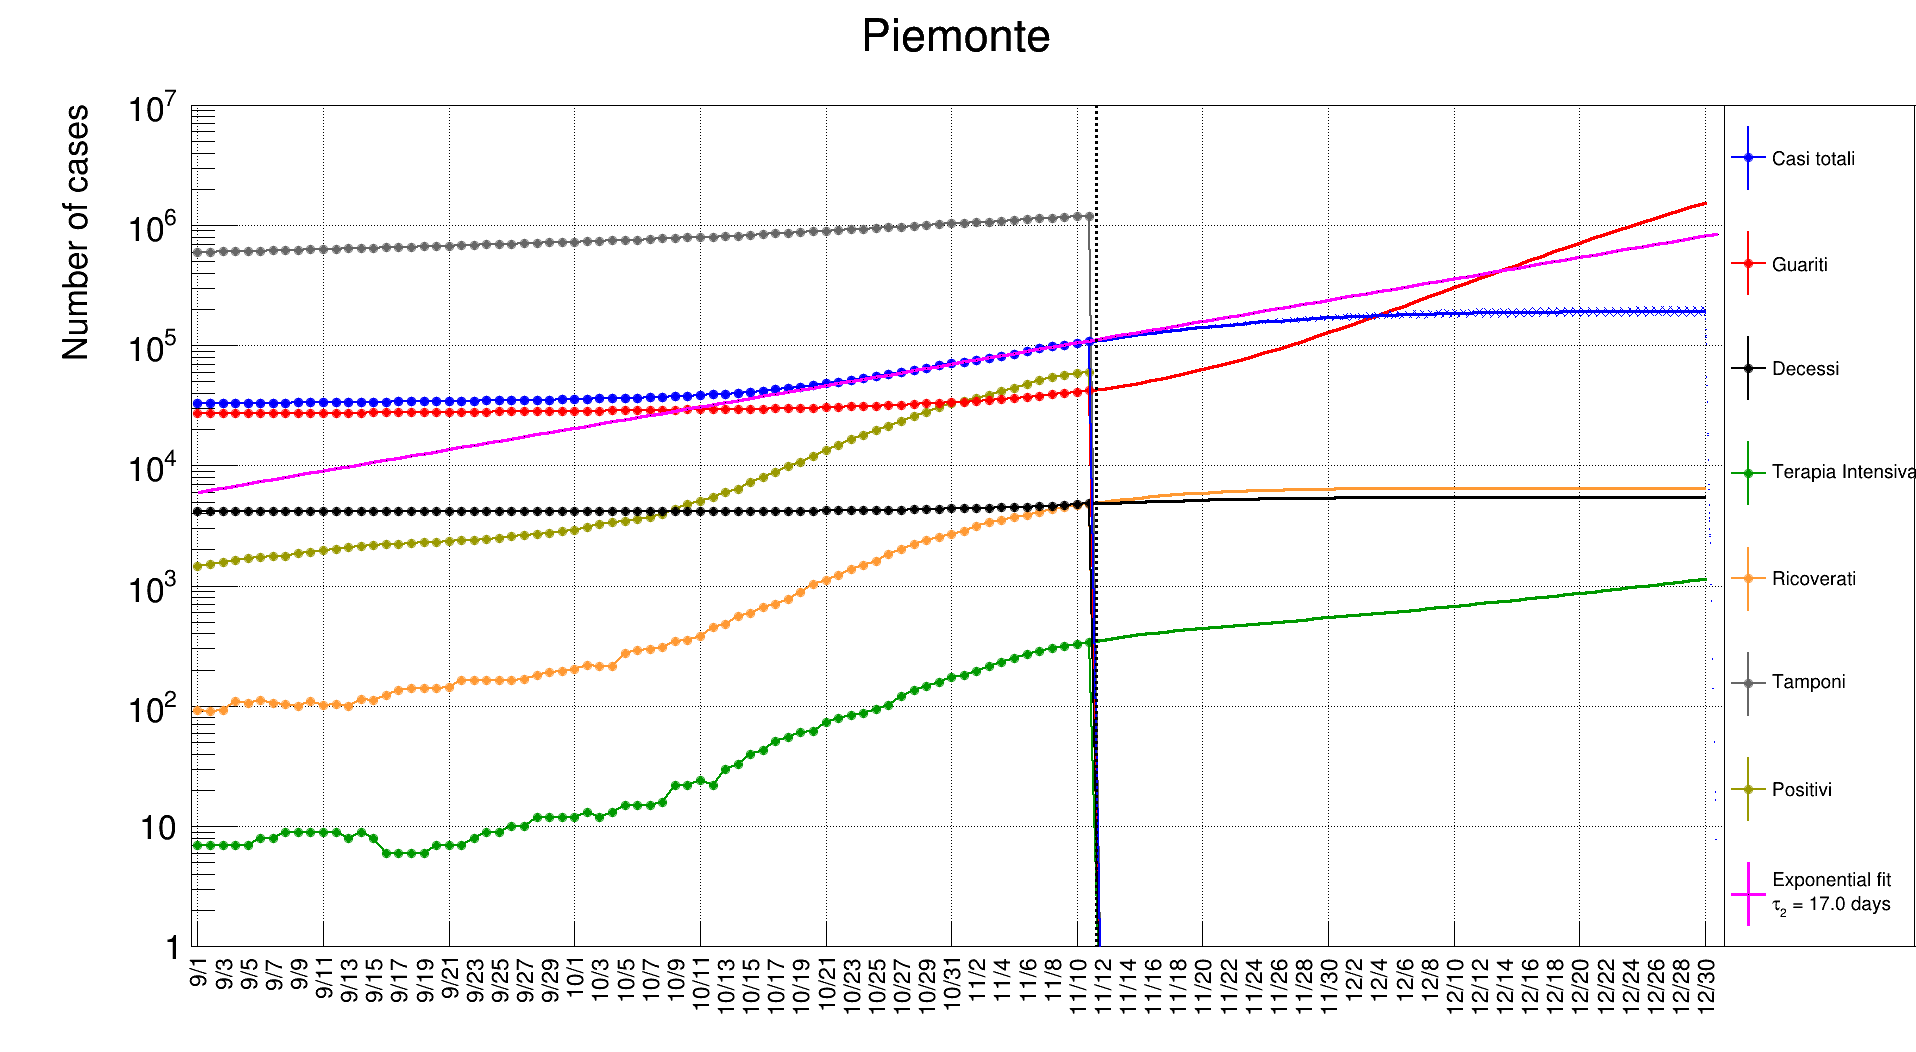 Piemonte
Number of cases
10^7
10^6
10^5
10^4
10^3
10^2
10
1
9/1 9/3 9/5 9/7 9/9 9/11 9/13 9/15 9/17 9/19 9/21 9/23 9/25 9/27 9/29 10/1 10/3 10/5 10/7 10/9 10/11 10/13 10/15 10/17 10/19 10/21 10/23 10/25 10/27 10/29 10/31 11/2 11/4 11/6 11/8 11/10 11/12 11/14 11/16 11/18 11/20 11/22 11/24 11/26 11/28 11/30 12/2 12/4 12/6 12/8 12/10 12/12 12/14 12/16 12/18 12/20 12/22 12/24 12/26 12/28 12/30
Casi totali
Guariti
Decessi
Terapia Intensiva
Ricoverati
Tamponi
Positivi
Exponential fit
τ₂ = 17.0 days